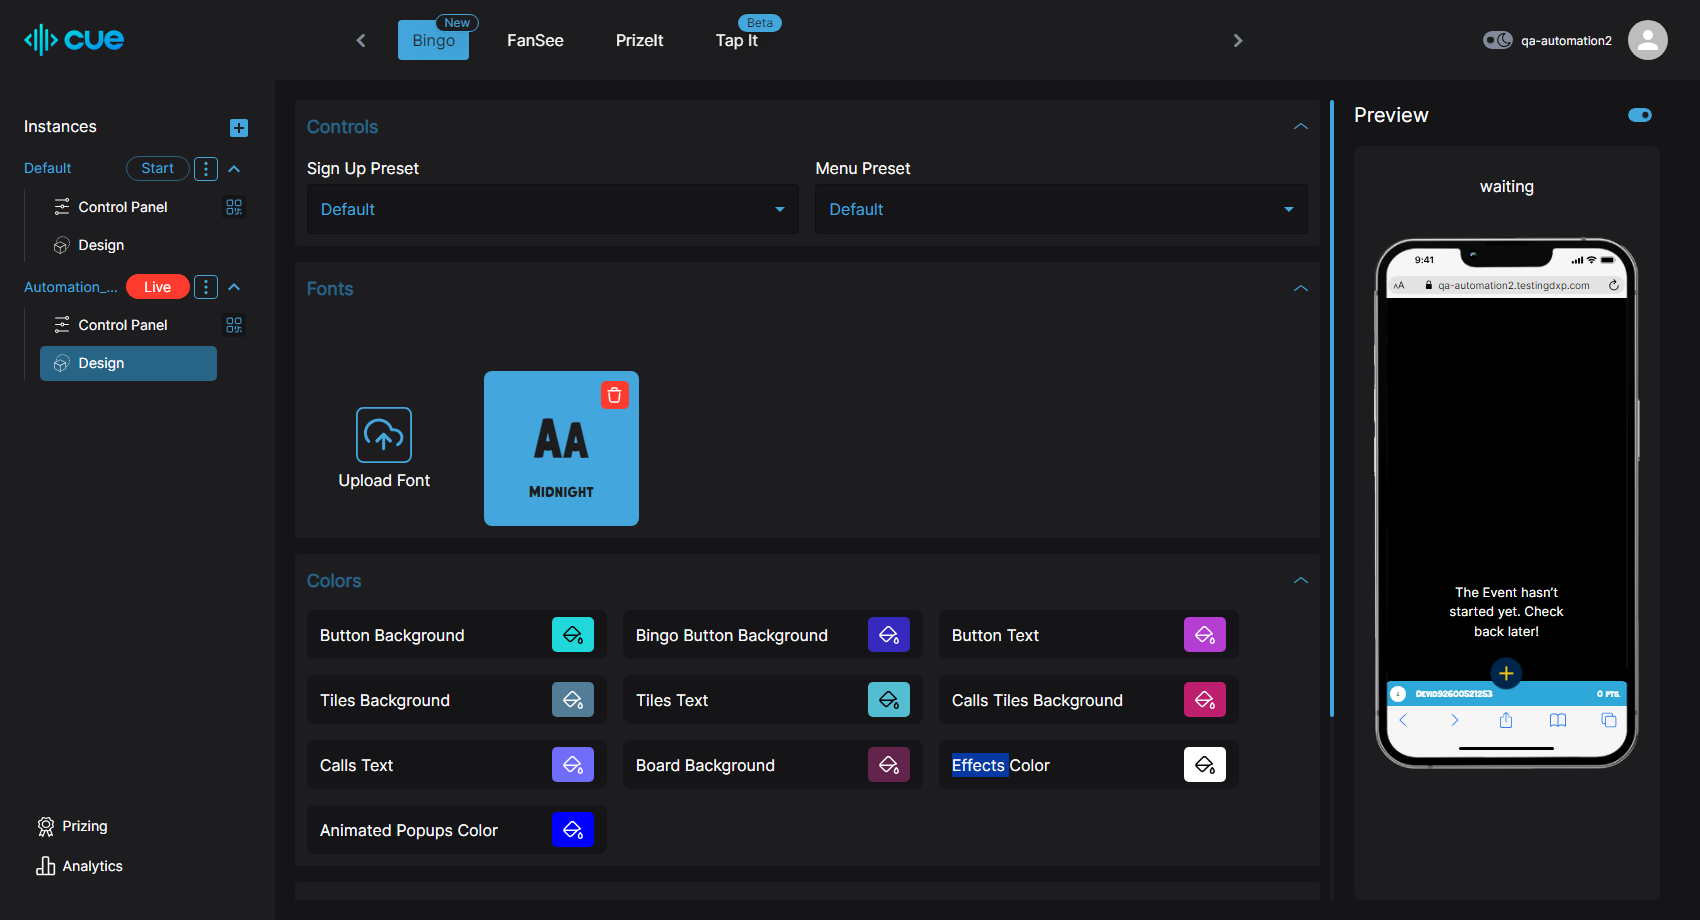 cue
Bingo
New
FanSee
PrizeIt
Tap It
Beta
qa-automation2
Instances
Default
Start
Control Panel
Design
Automation_...
Live
Control Panel
Design
Prizing
Analytics
Controls
Sign Up Preset
Menu Preset
Default
Default
Fonts
Upload Font
AA
MIDNIGHT
Colors
Button Background
Bingo Button Background
Button Text
Tiles Background
Tiles Text
Calls Tiles Background
Calls Text
Board Background
Effects Color
Animated Popups Color
Preview
waiting
9:41
AA
qa-automation2.testingdxp.com
The Event hasn't
started yet. Check
back later!
0 PTS.